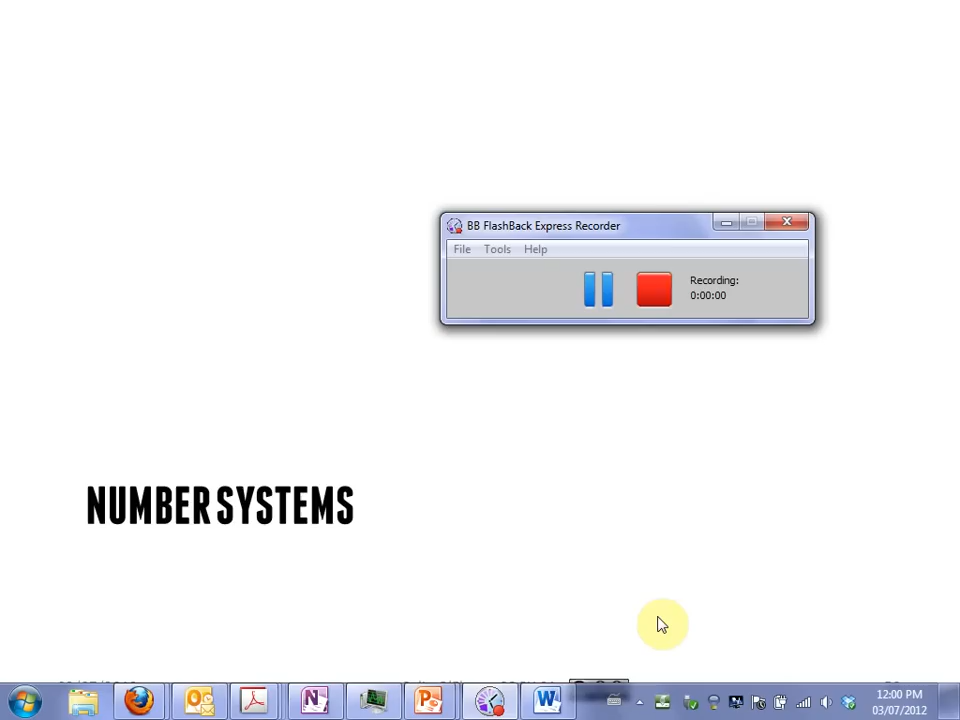 BB FlashBack Express Recorder
File Tools Help
Recording:
0:00:00
NUMBER SYSTEMS
12:00 PM
03/07/2012